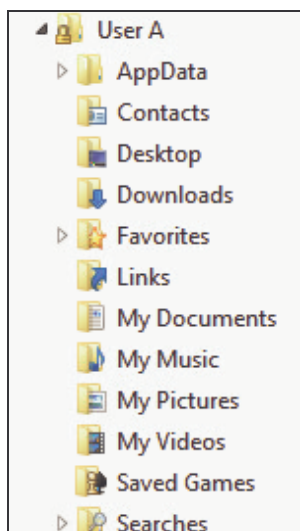 User A
AppData
Contacts
Desktop
Downloads
Favorites
Links
My Documents
My Music
My Pictures
My Videos
Saved Games
Searches